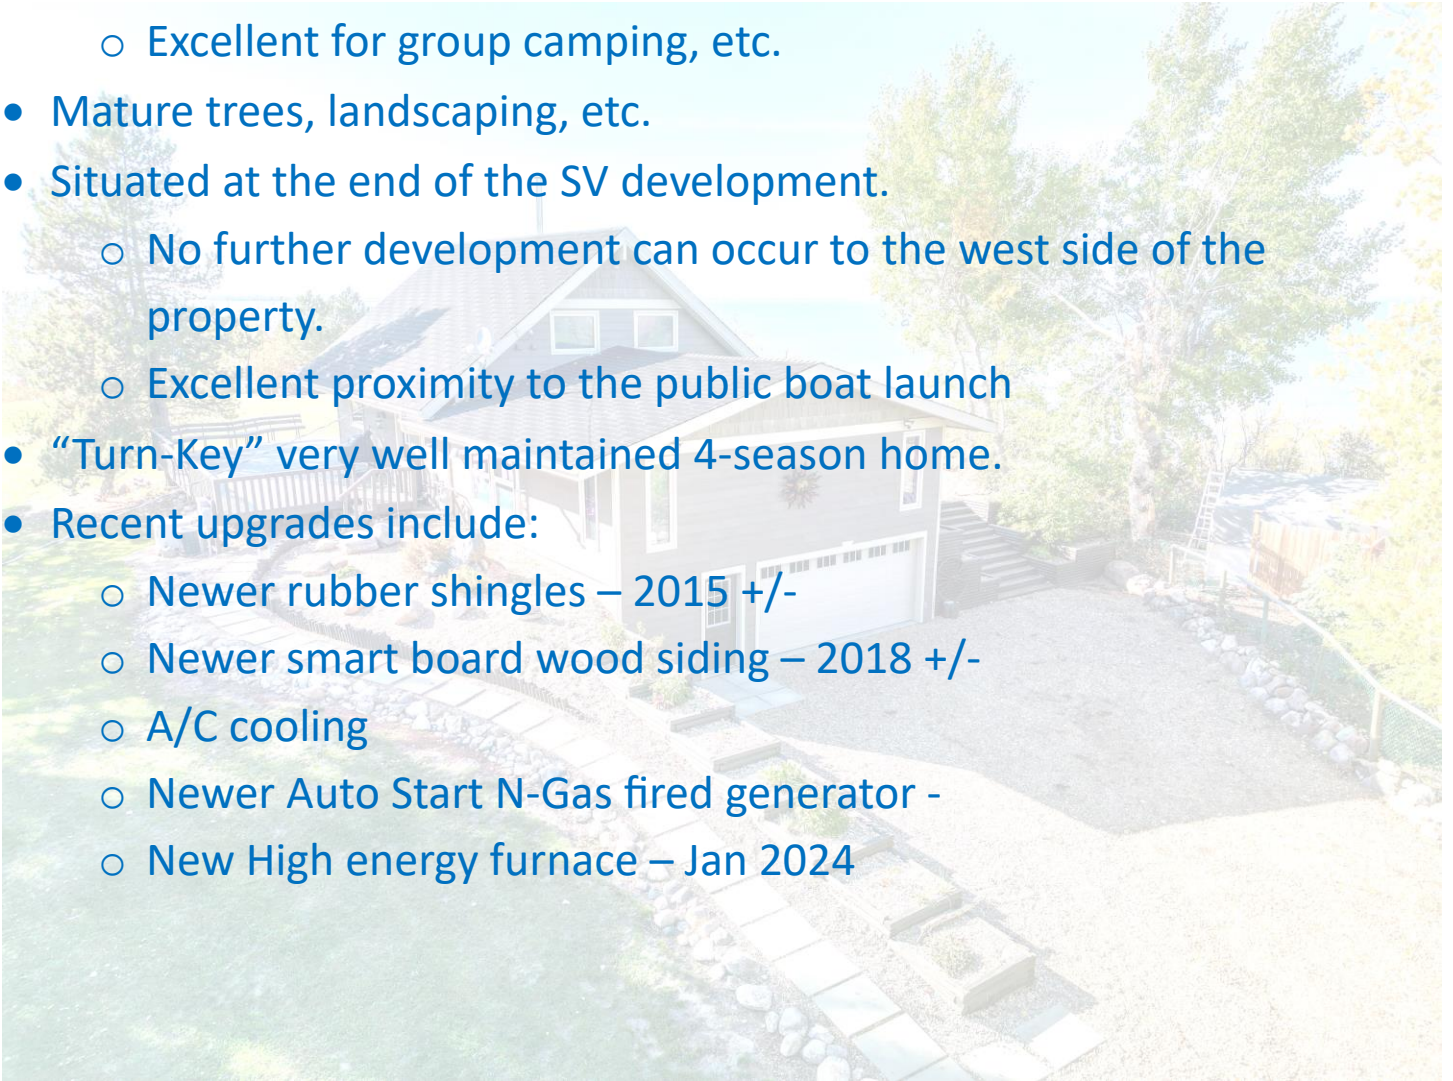 o Excellent for group camping, etc.
• Mature trees, landscaping, etc.
• Situated at the end of the SV development.
o No further development can occur to the west side of the
property.
o Excellent proximity to the public boat launch
• “Turn-Key” very well maintained 4-season home.
• Recent upgrades include:
o Newer rubber shingles – 2015 +/-
o Newer smart board wood siding – 2018 +/-
o A/C cooling
o Newer Auto Start N-Gas fired generator -
o New High energy furnace – Jan 2024